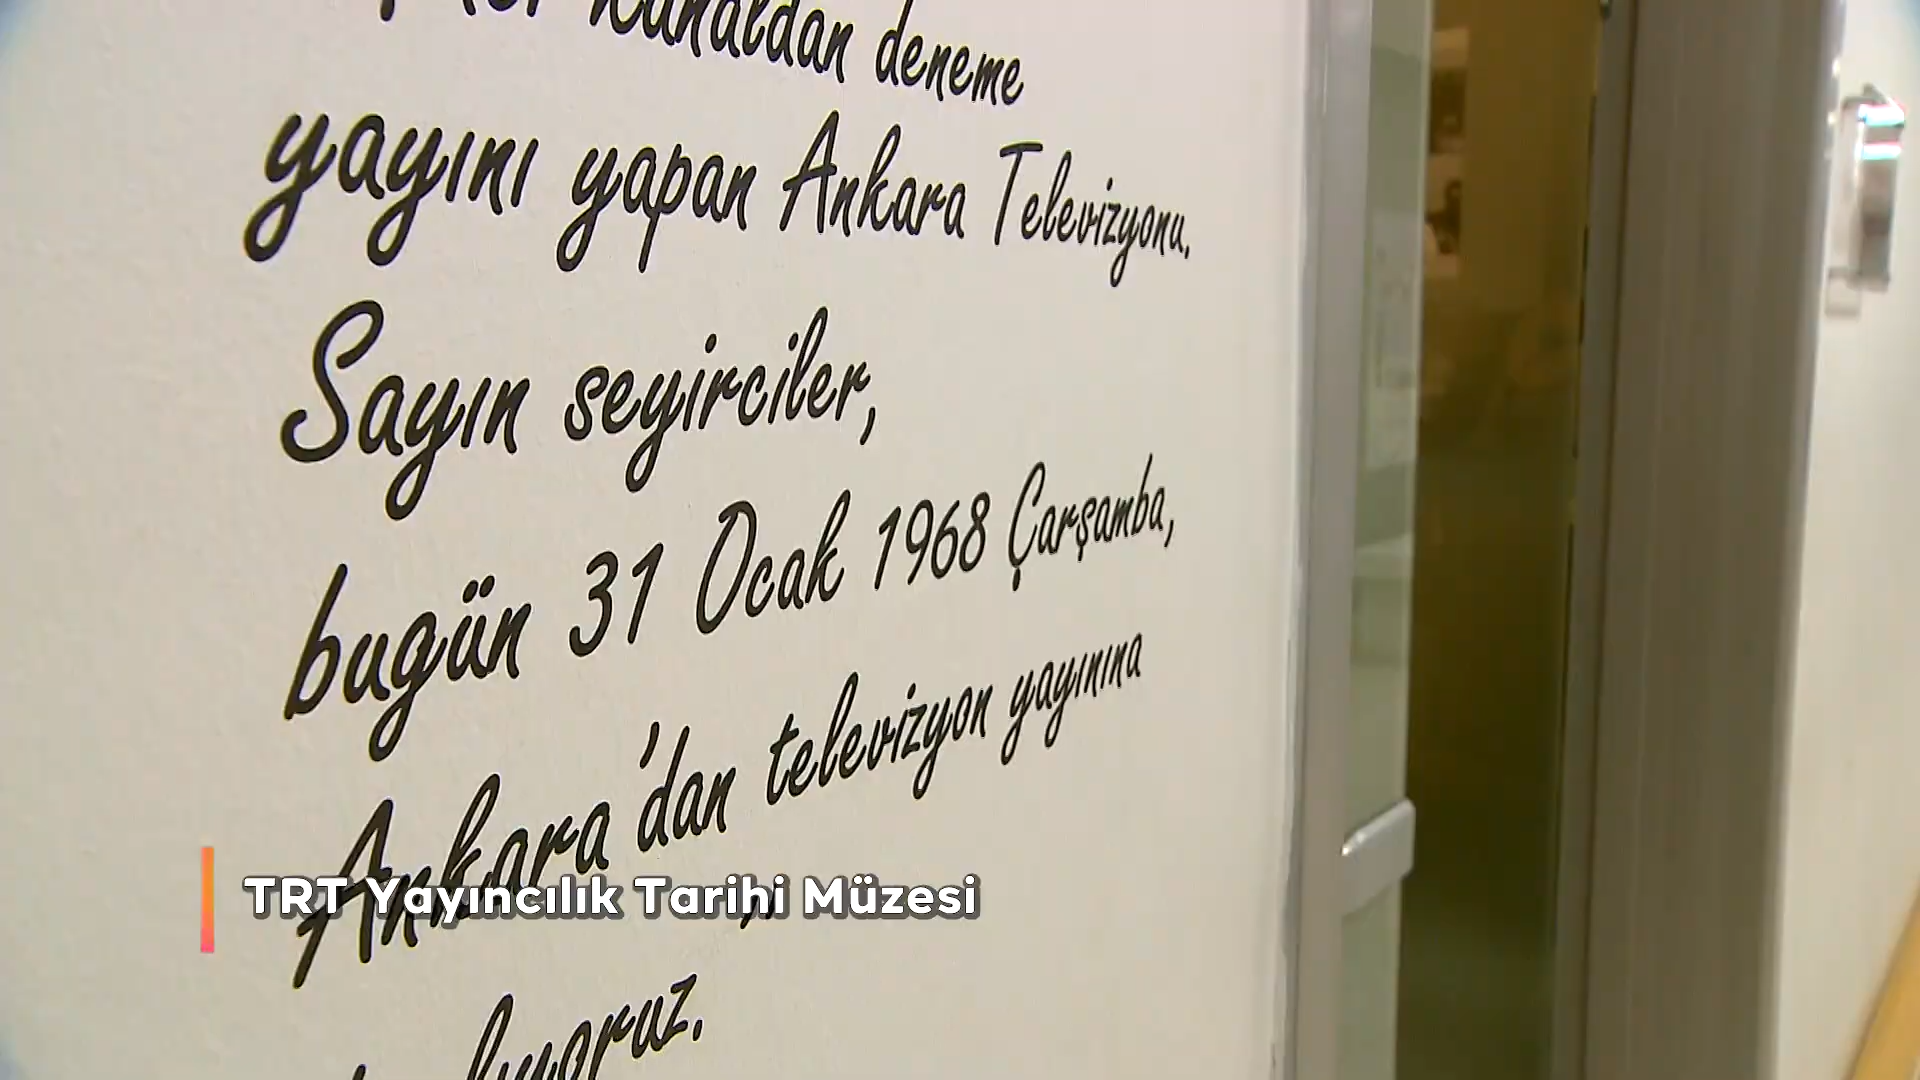 kanaldan deneme
yayını yapan Ankara Televizyonu.
Sayın seyirciler,
bugün 31 Ocak 1968 Çarşamba,
Ankara'dan televizyon yayınına
TRT Yayıncılık Tarihi Müzesi